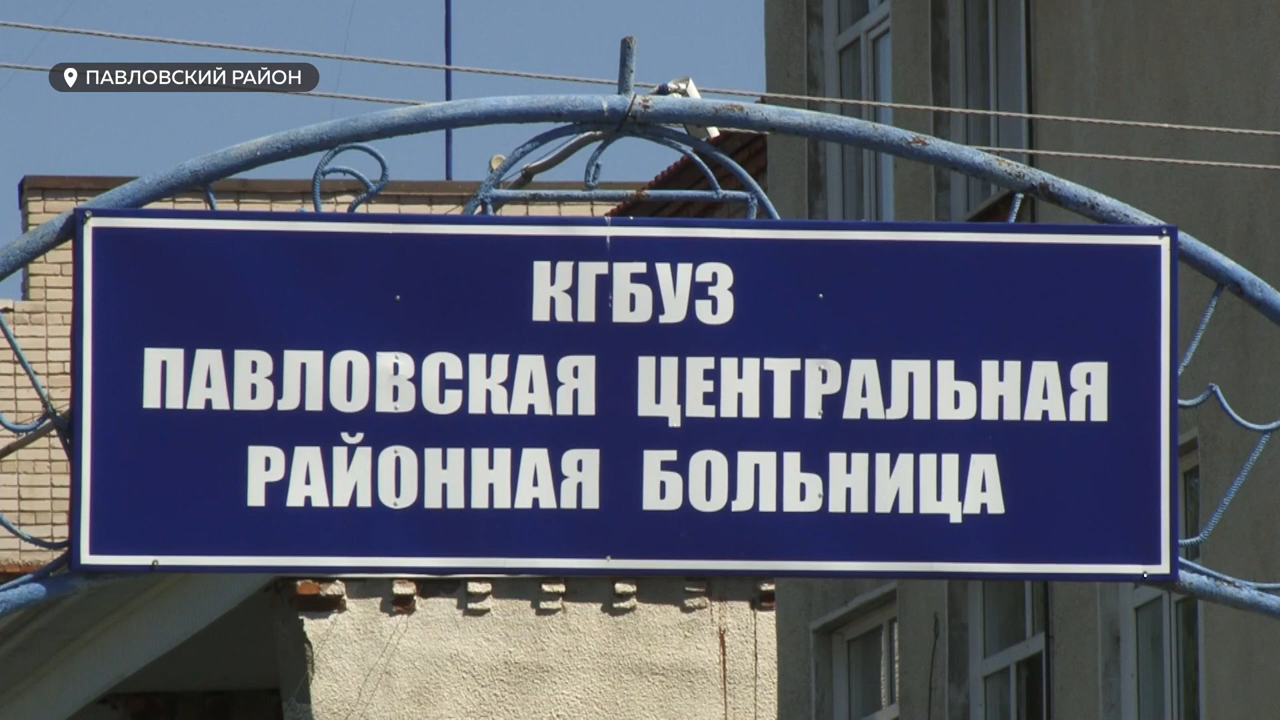 ПАВЛОВСКИЙ РАЙОН
КГБУЗ
ПАВЛОВСКАЯ ЦЕНТРАЛЬНАЯ
РАЙОННАЯ БОЛЬНИЦА